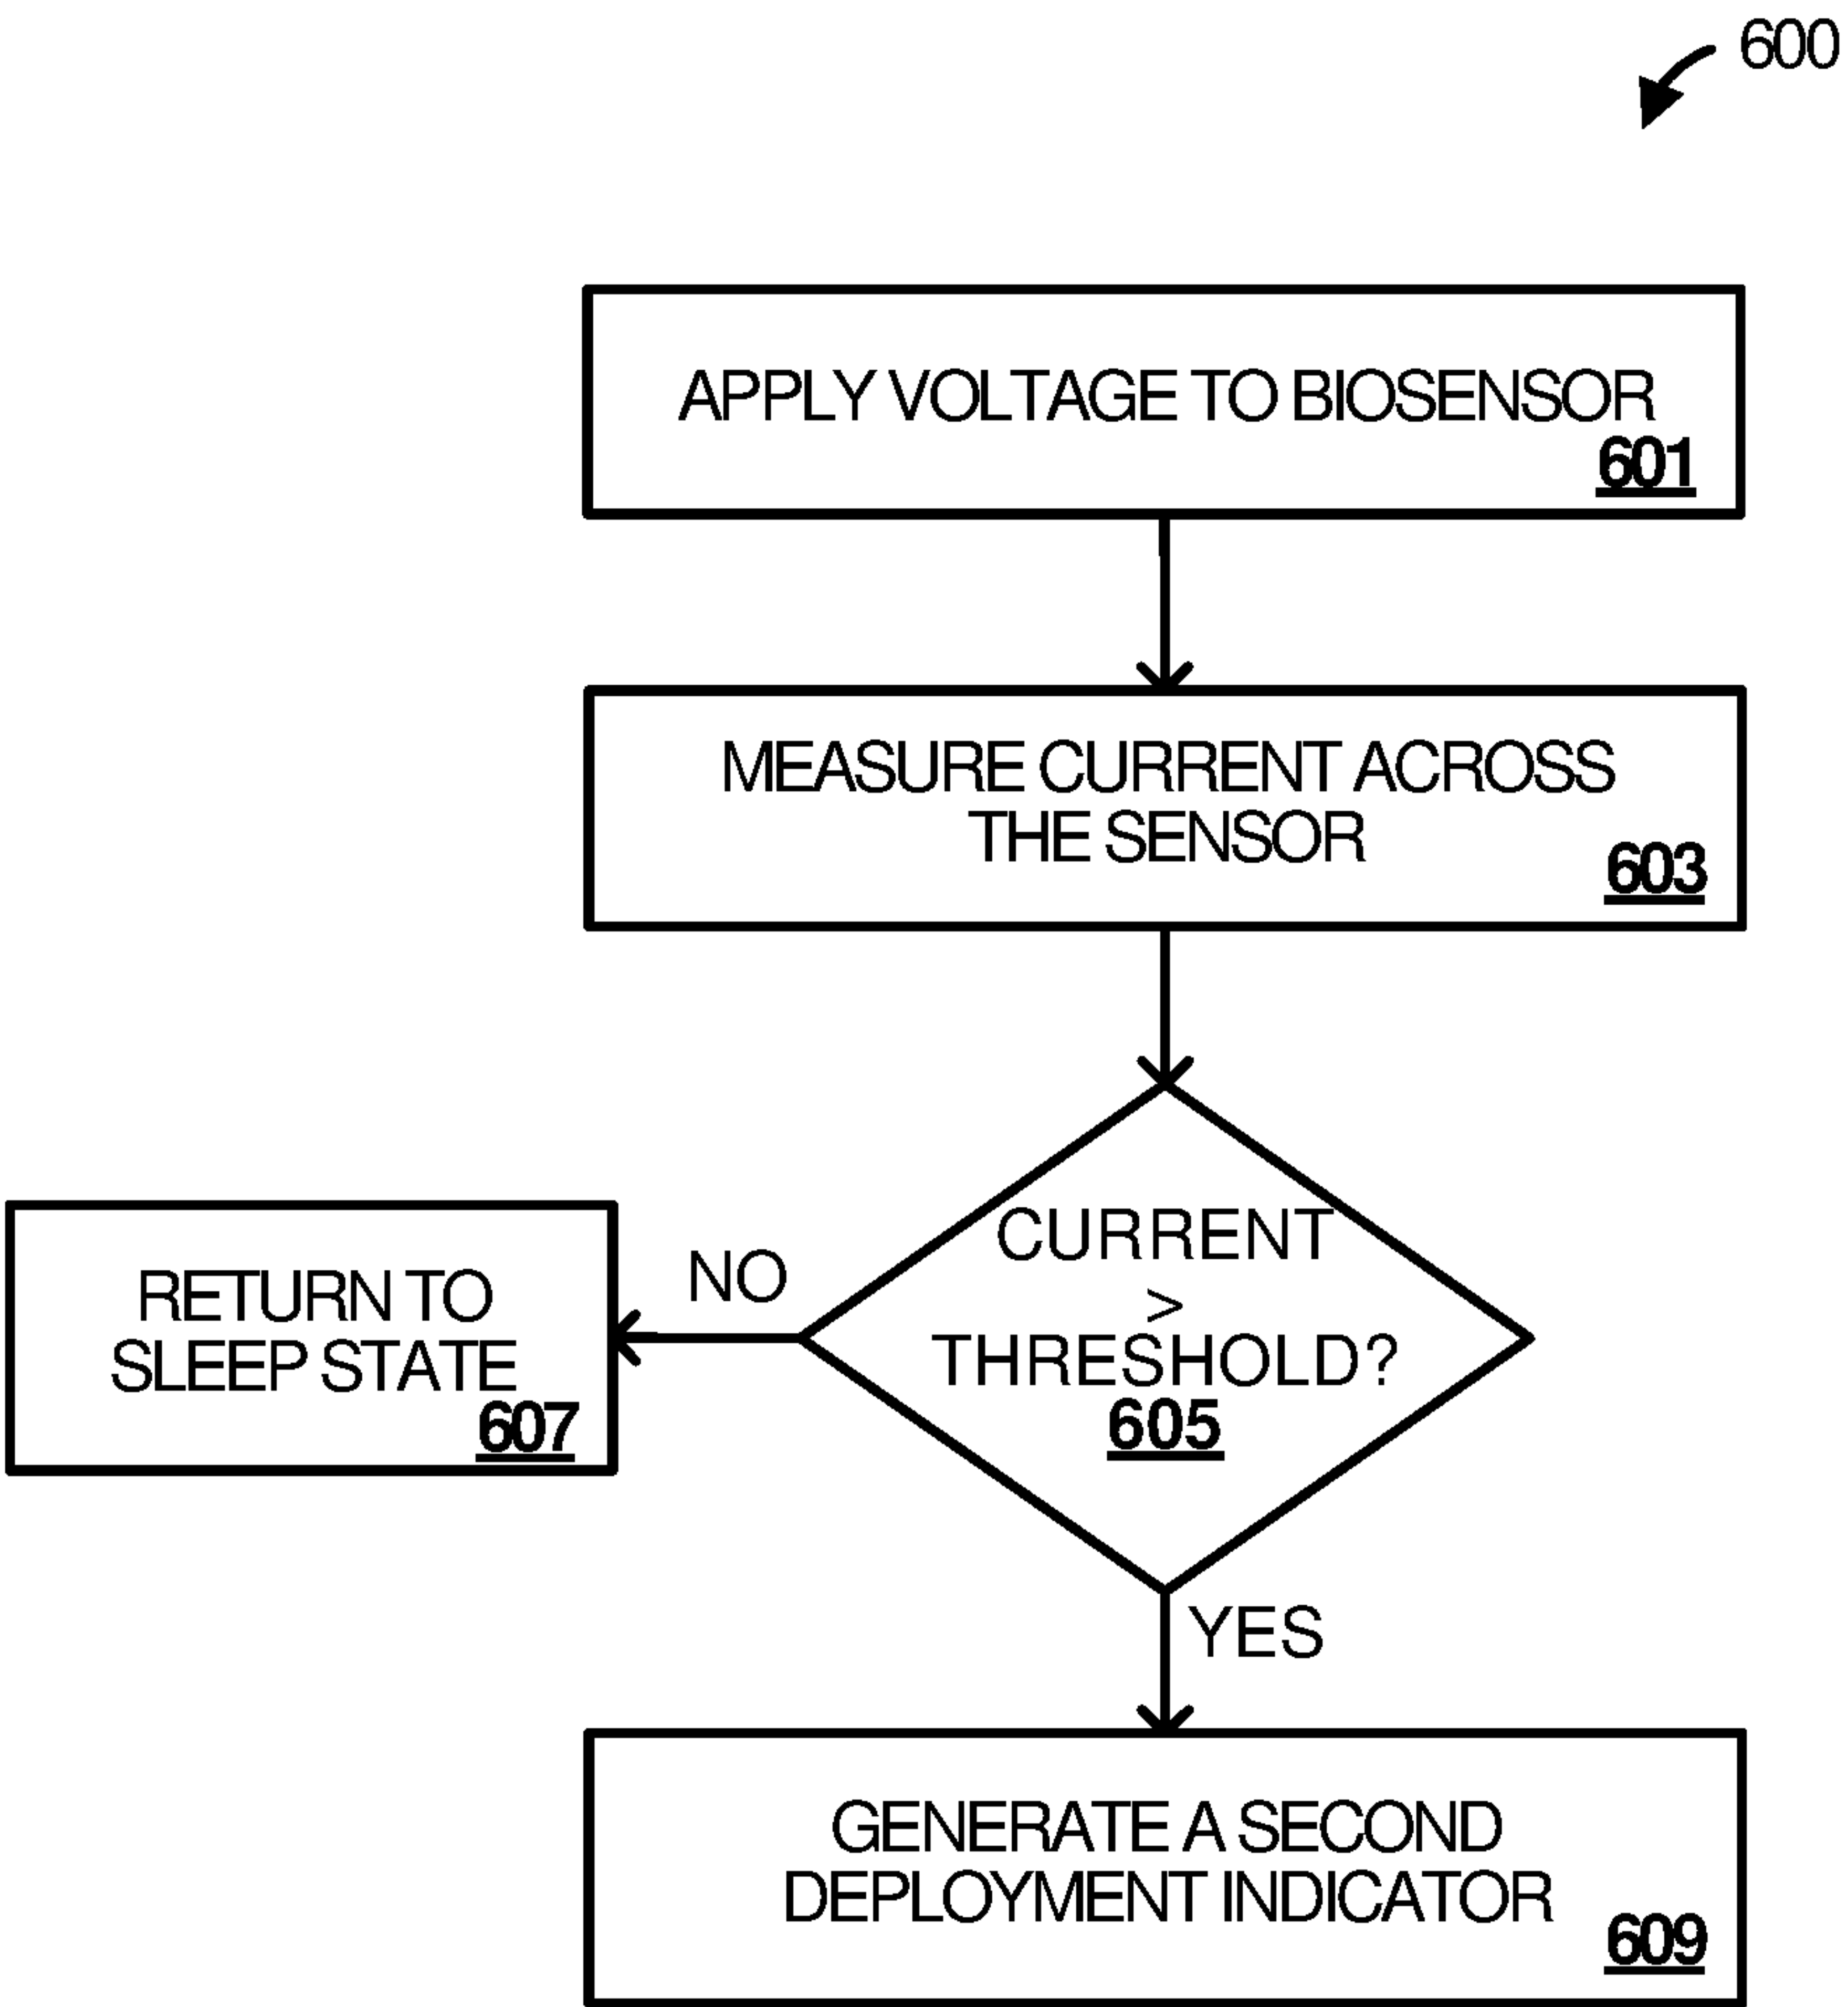 600
APPLY VOLTAGE TO BIOSENSOR
601
MEASURE CURRENT ACROSS
THE SENSOR
603
CURRENT
>
THRESHOLD?
605
NO
RETURN TO
SLEEP STATE
607
YES
GENERATE A SECOND
DEPLOYMENT INDICATOR
609